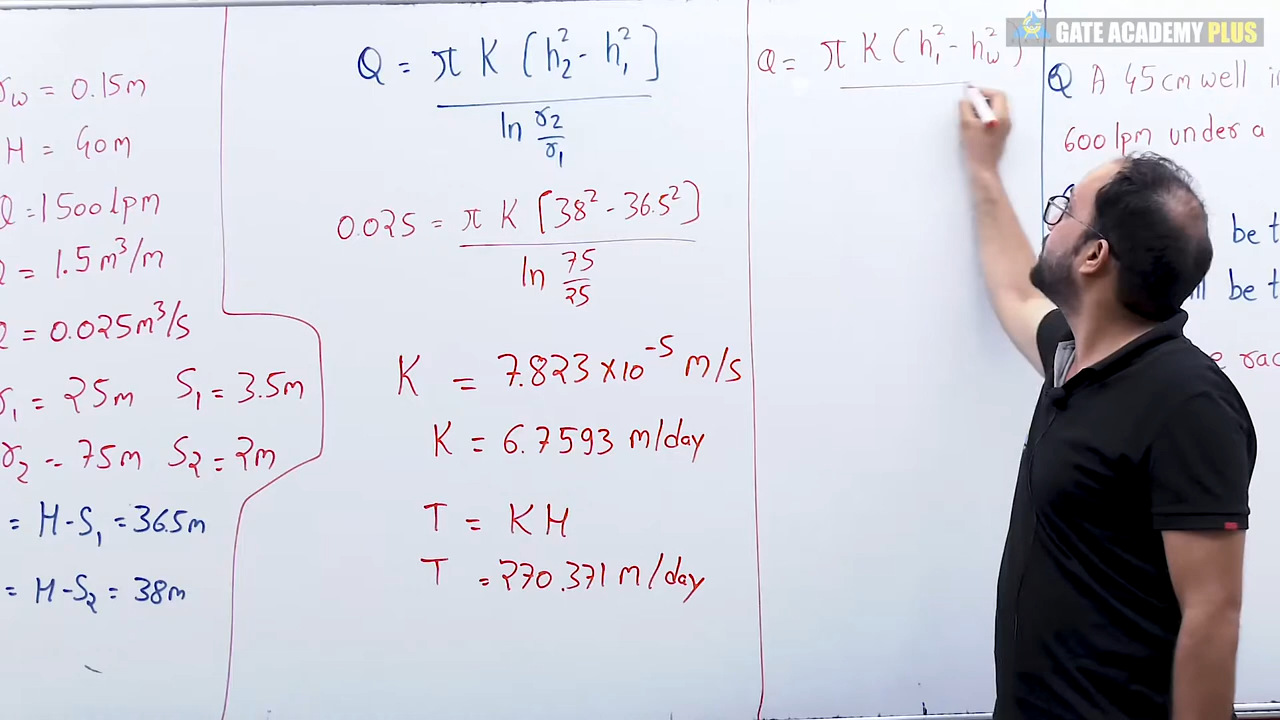 GATE ACADEMY PLUS
rw = 0.15m
H = 40m
Q = 1500 lpm
Q = 1.5 m³/m
Q = 0.025 m³/s
r₁ = 25m S₁ = 3.5m
r₂ = 75m S₂ = 2m
= H-S₁ = 36.5m
= H-S₂ = 38m
Q = π K [h₂² - h₁²]
ln r₂/r₁
0.025 = π K [38² - 36.5²]
ln 75/25
K = 7.823 × 10⁻⁵ m/s
K = 6.7593 m/day
T = KH
T = 270.371 m/day
Q = π K (h₁² - hw²)
Q A 45 cm well
600 lpm under a
be
be